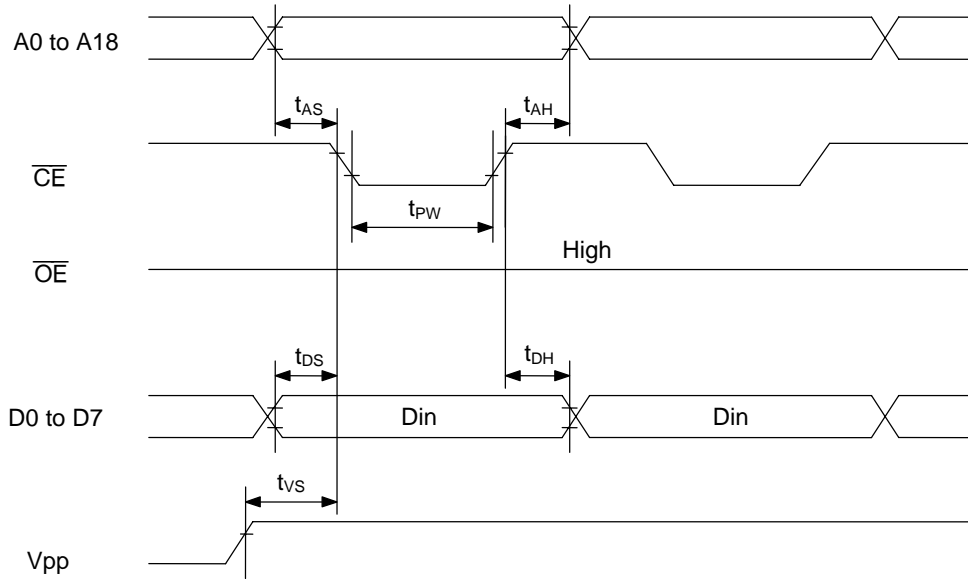 A0 to A18
tAS
tAH
CE
tPW
High
OE
tDS
tDH
D0 to D7
Din
Din
tVS
Vpp